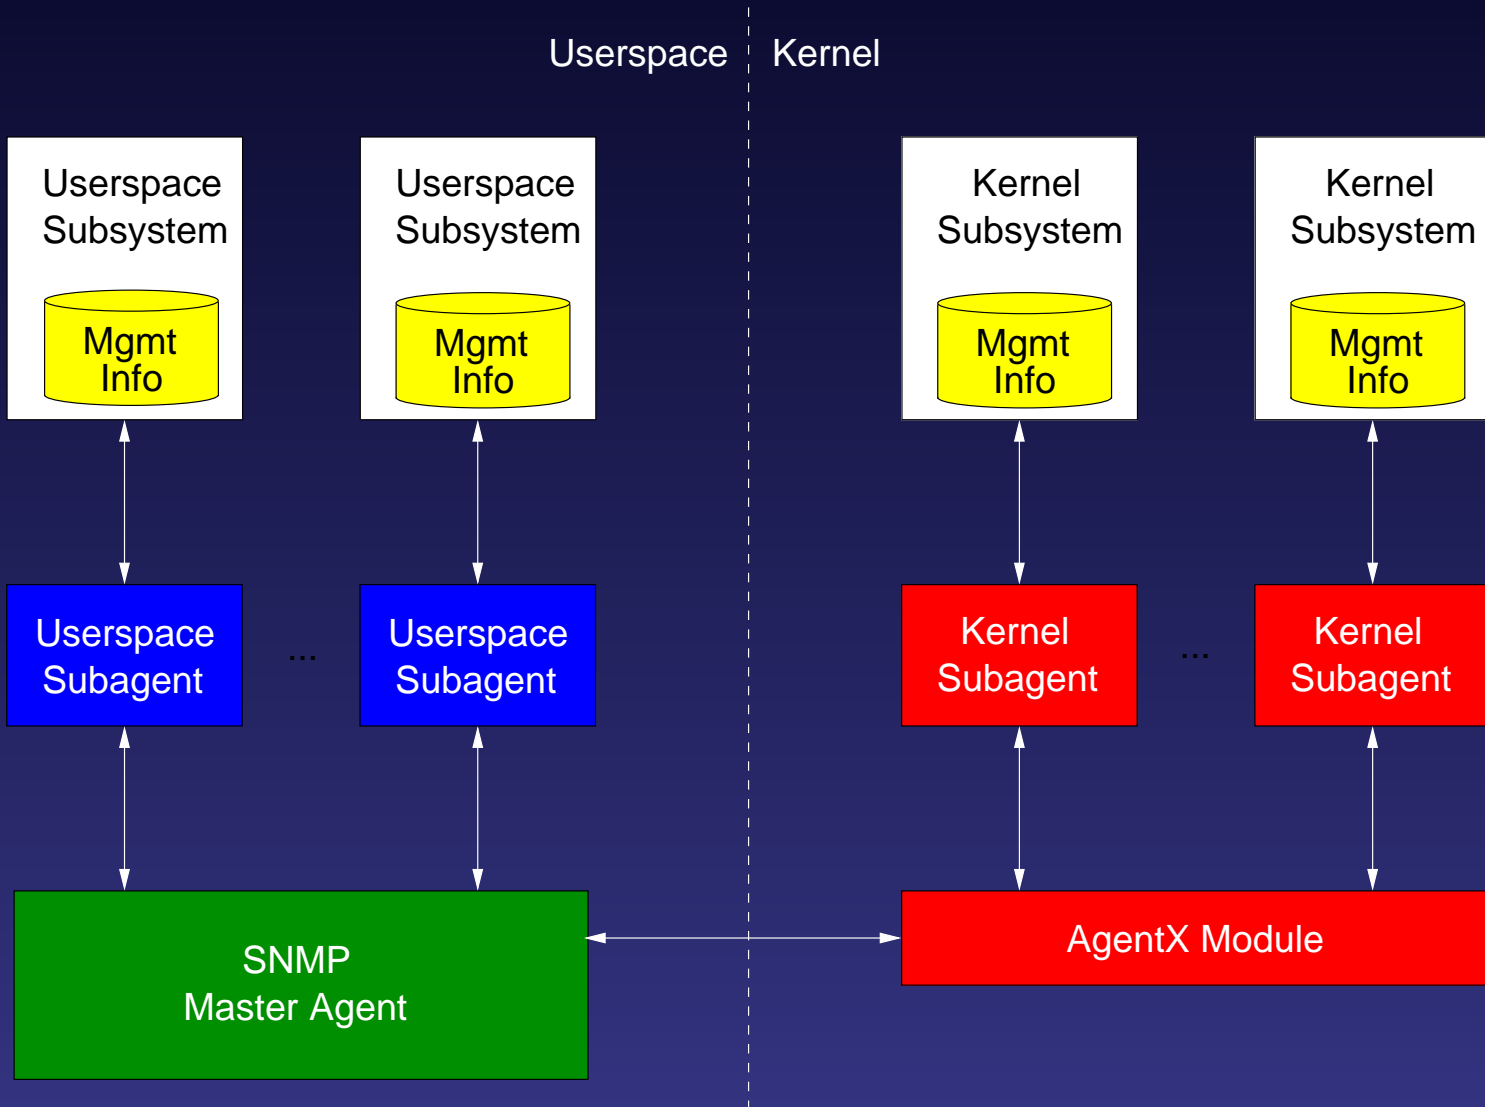 Userspace
Kernel
Userspace
Subsystem
Mgmt
Info
Userspace
Subsystem
Mgmt
Info
Kernel
Subsystem
Mgmt
Info
Kernel
Subsystem
Mgmt
Info
Userspace
Subagent
...
Userspace
Subagent
Kernel
Subagent
...
Kernel
Subagent
SNMP
Master Agent
AgentX Module